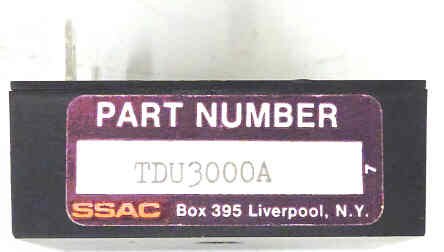 PART NUMBER
TDU3000A
7
SSAC Box 395 Liverpool, N.Y.